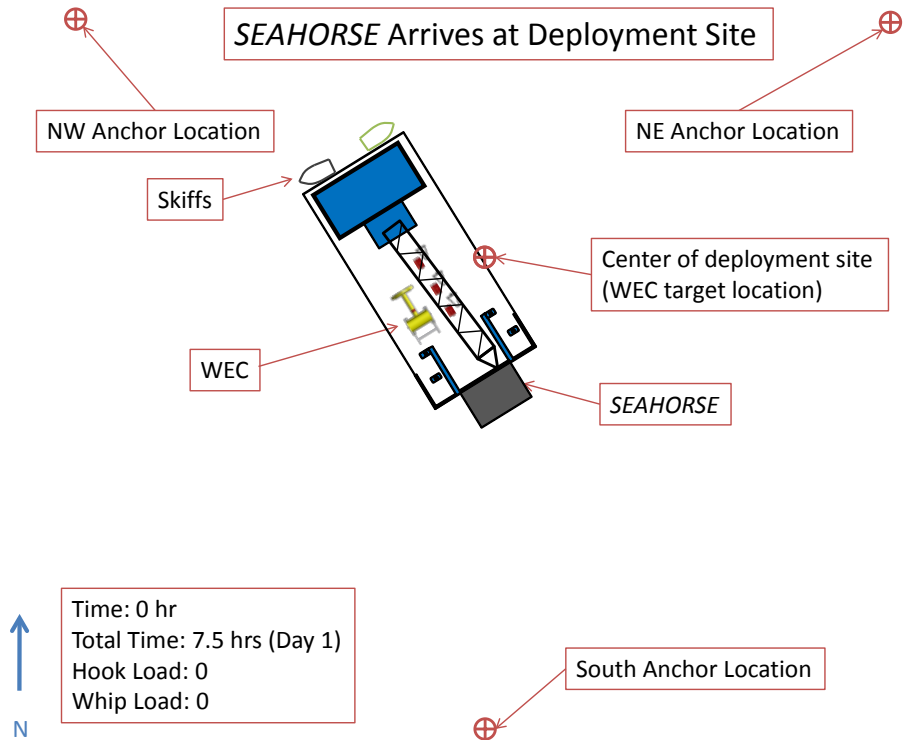 SEAHORSE Arrives at Deployment Site
NW Anchor Location
NE Anchor Location
Skiffs
Center of deployment site
(WEC target location)
WEC
SEAHORSE
Time: 0 hr
Total Time: 7.5 hrs (Day 1)
Hook Load: 0
Whip Load: 0
South Anchor Location
N